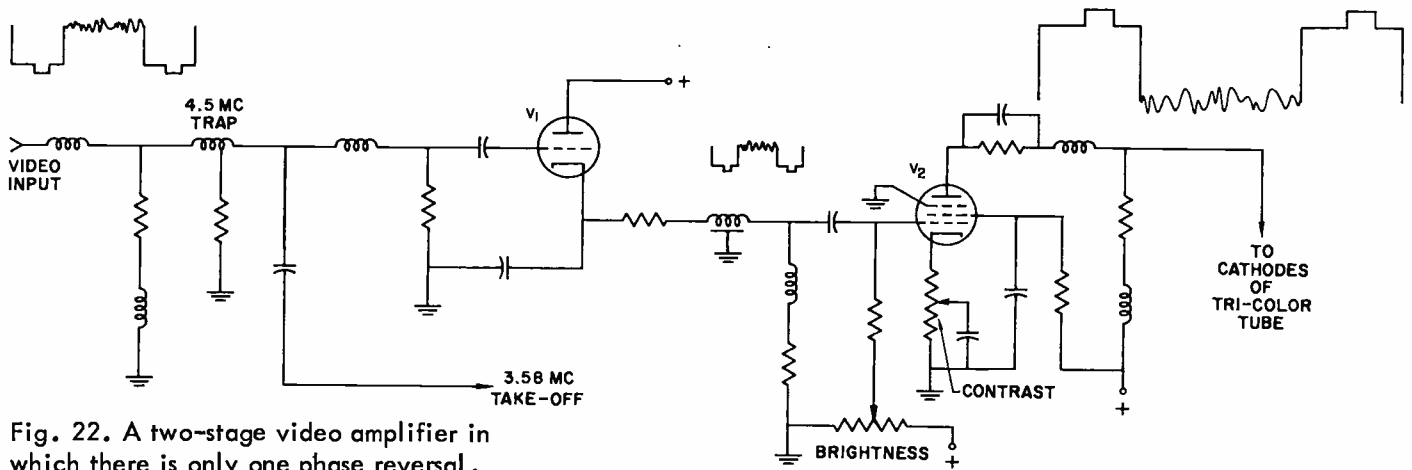 4.5 MC
TRAP
VIDEO
INPUT
V1
+
3.58 MC
TAKE-OFF
V2
TO
CATHODES
OF
TRI-COLOR
TUBE
CONTRAST
+
BRIGHTNESS
+
Fig. 22. A two-stage video amplifier in
which there is only one phase reversal.